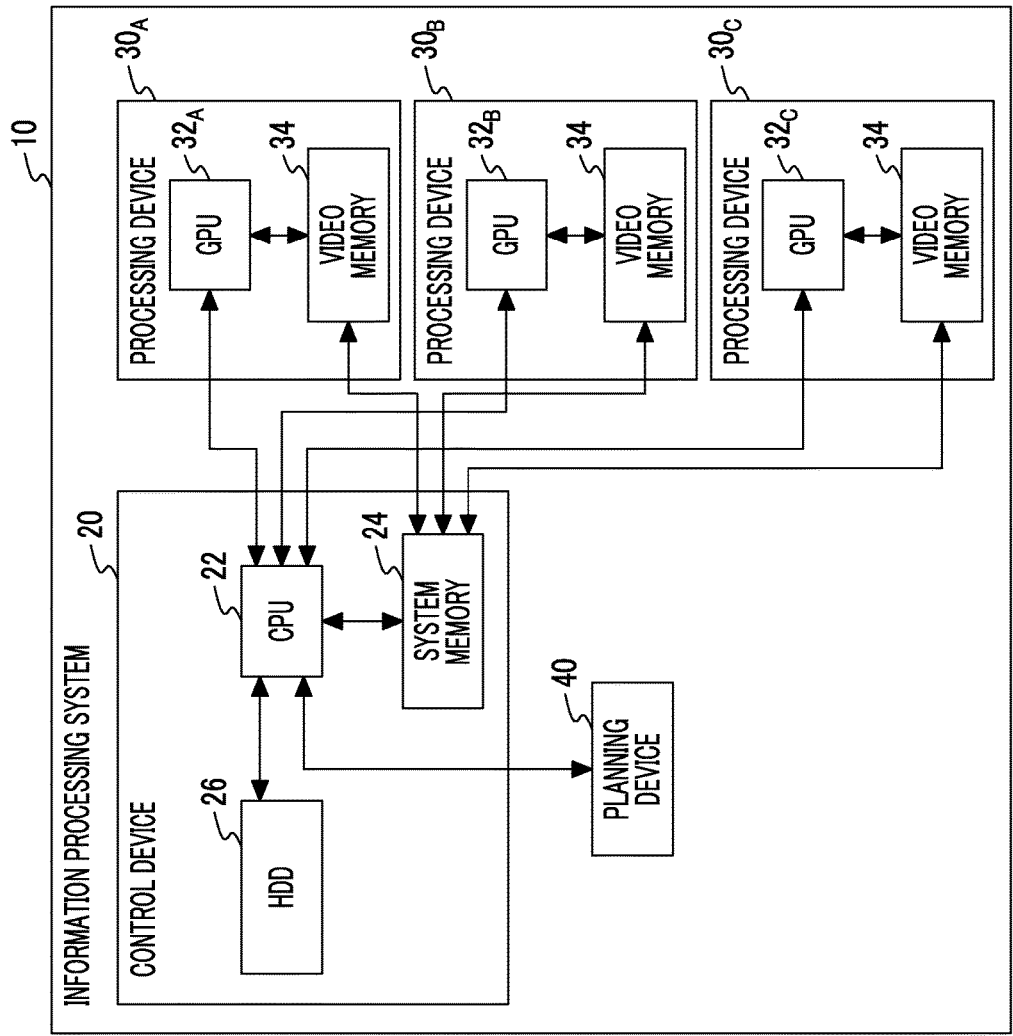 10
INFORMATION PROCESSING SYSTEM
20
CONTROL DEVICE
26
HDD
22
CPU
24
SYSTEM
MEMORY
40
PLANNING
DEVICE
30A
PROCESSING DEVICE
32A
GPU
34
VIDEO
MEMORY
30B
PROCESSING DEVICE
32B
GPU
34
VIDEO
MEMORY
30C
PROCESSING DEVICE
32C
GPU
34
VIDEO
MEMORY